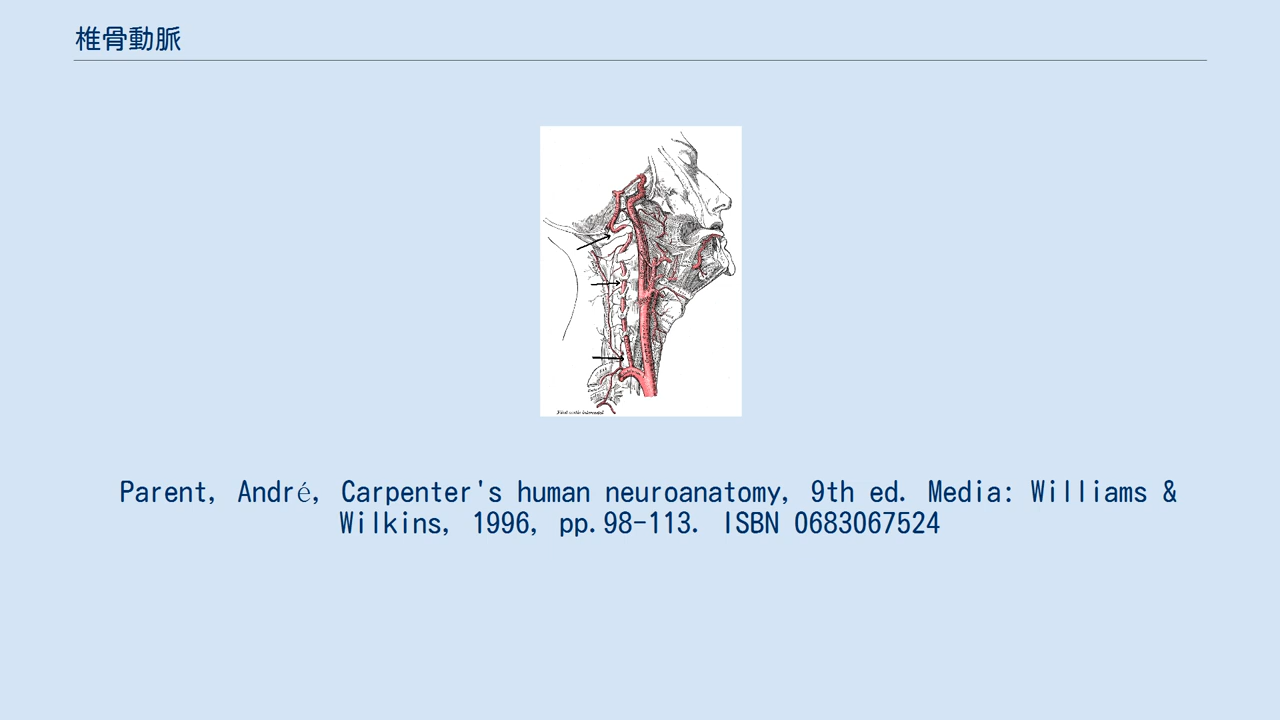 椎骨動脈
Parent, André, Carpenter's human neuroanatomy, 9th ed. Media: Williams &
Wilkins, 1996, pp.98-113. ISBN 0683067524